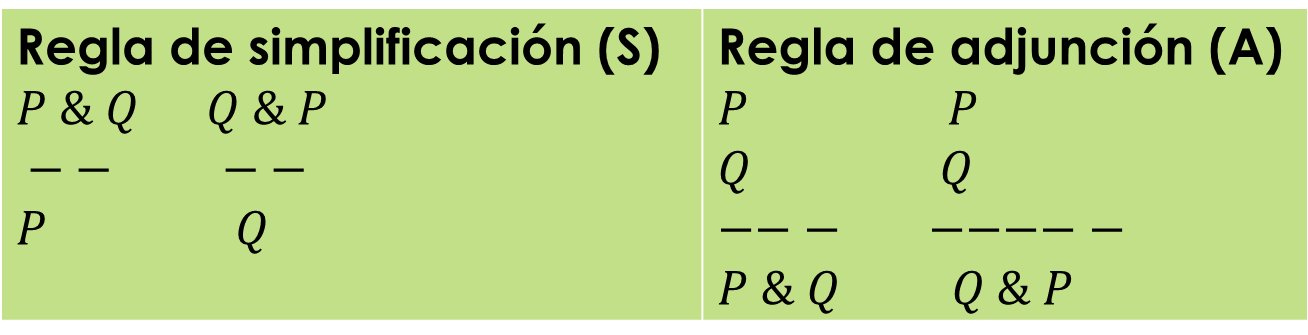 Regla de simplificación (S)
P & Q Q & P
— — — —
P Q
Regla de adjunción (A)
P P
Q Q
—— — ———— —
P & Q Q & P